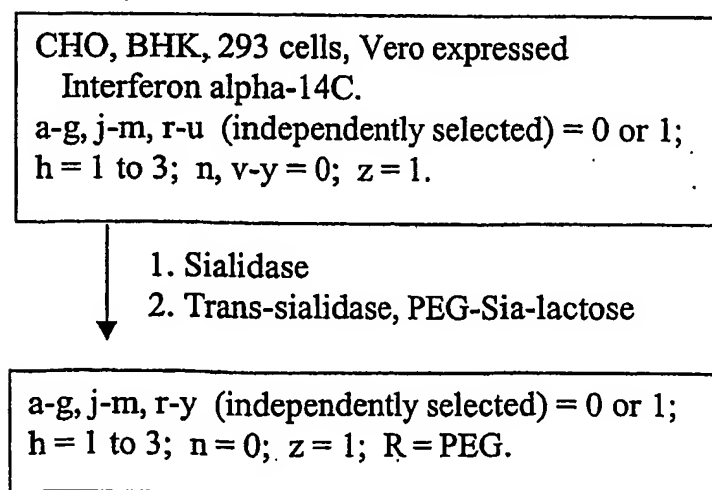 CHO, BHK, 293 cells, Vero expressed
Interferon alpha-14C.
a-g, j-m, r-u (independently selected) = 0 or 1;
h = 1 to 3; n, v-y = 0; z = 1.
1. Sialidase
2. Trans-sialidase, PEG-Sia-lactose
a-g, j-m, r-y (independently selected) = 0 or 1;
h = 1 to 3; n = 0; z = 1; R = PEG.